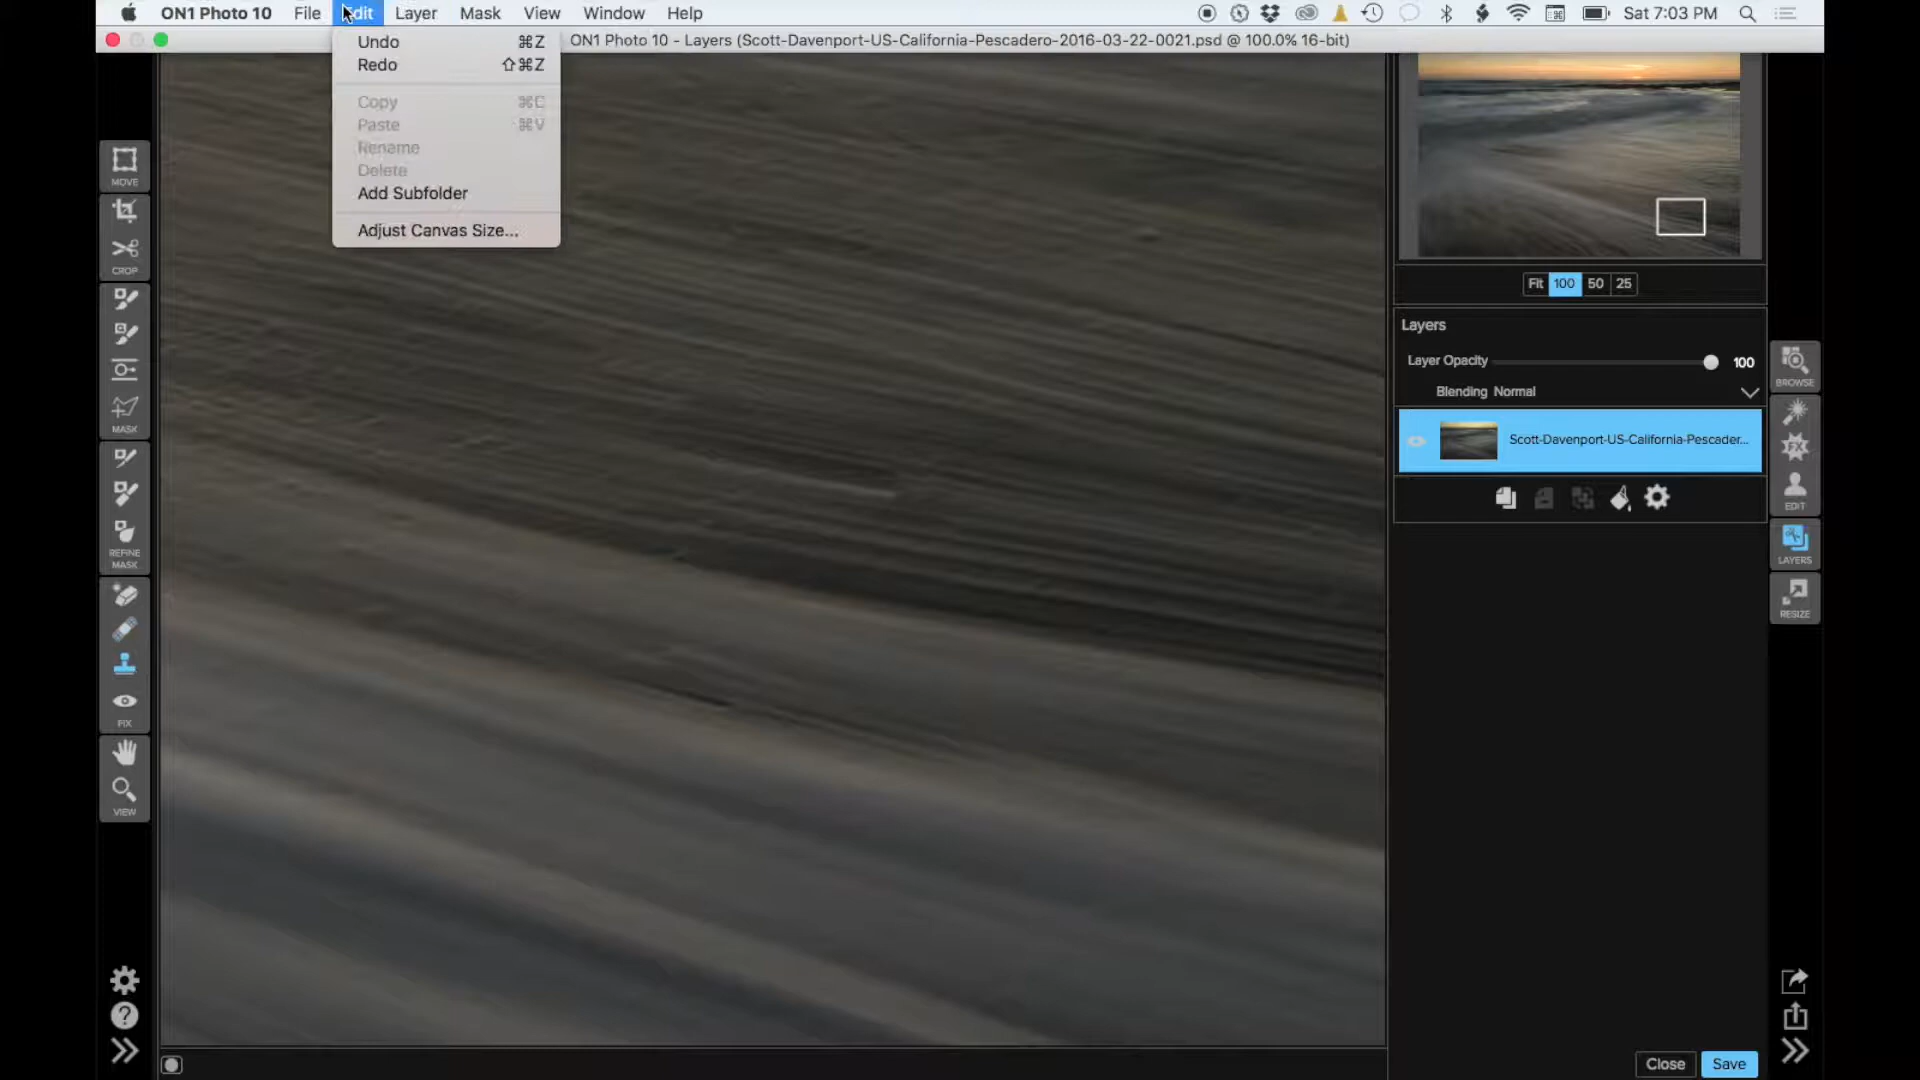 ON1 Photo 10 File Edit Layer Mask View Window Help Sat 7:03 PM
ON1 Photo 10 - Layers (Scott-Davenport-US-California-Pescadero-2016-03-22-0021.psd @ 100.0% 16-bit)
Undo ⌘Z
Redo ⇧⌘Z
Copy ⌘C
Paste ⌘V
Rename
Delete
Add Subfolder
Adjust Canvas Size...
MOVE
CROP
MASK
REFINE
MASK
FIX
VIEW
Fit 100 50 25
Layers
Layer Opacity 100
Blending Normal
Scott-Davenport-US-California-Pescader...
BROWSE
FX
EDIT
LAYERS
RESIZE
Close Save